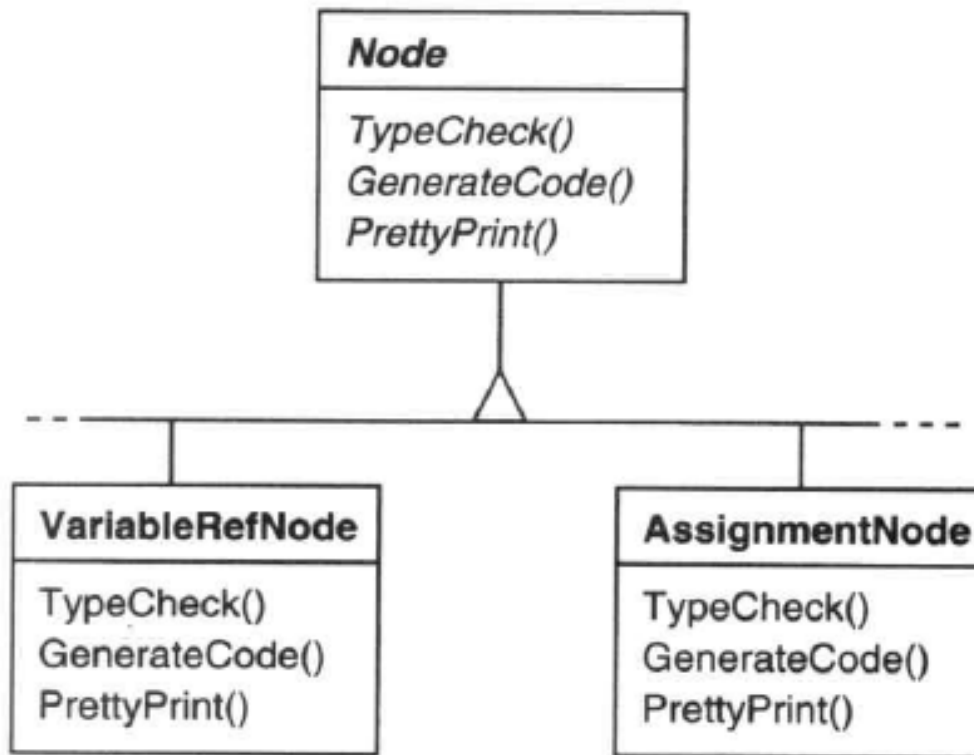 Node
TypeCheck()
GenerateCode()
PrettyPrint()
VariableRefNode
TypeCheck()
GenerateCode()
PrettyPrint()
AssignmentNode
TypeCheck()
GenerateCode()
PrettyPrint()